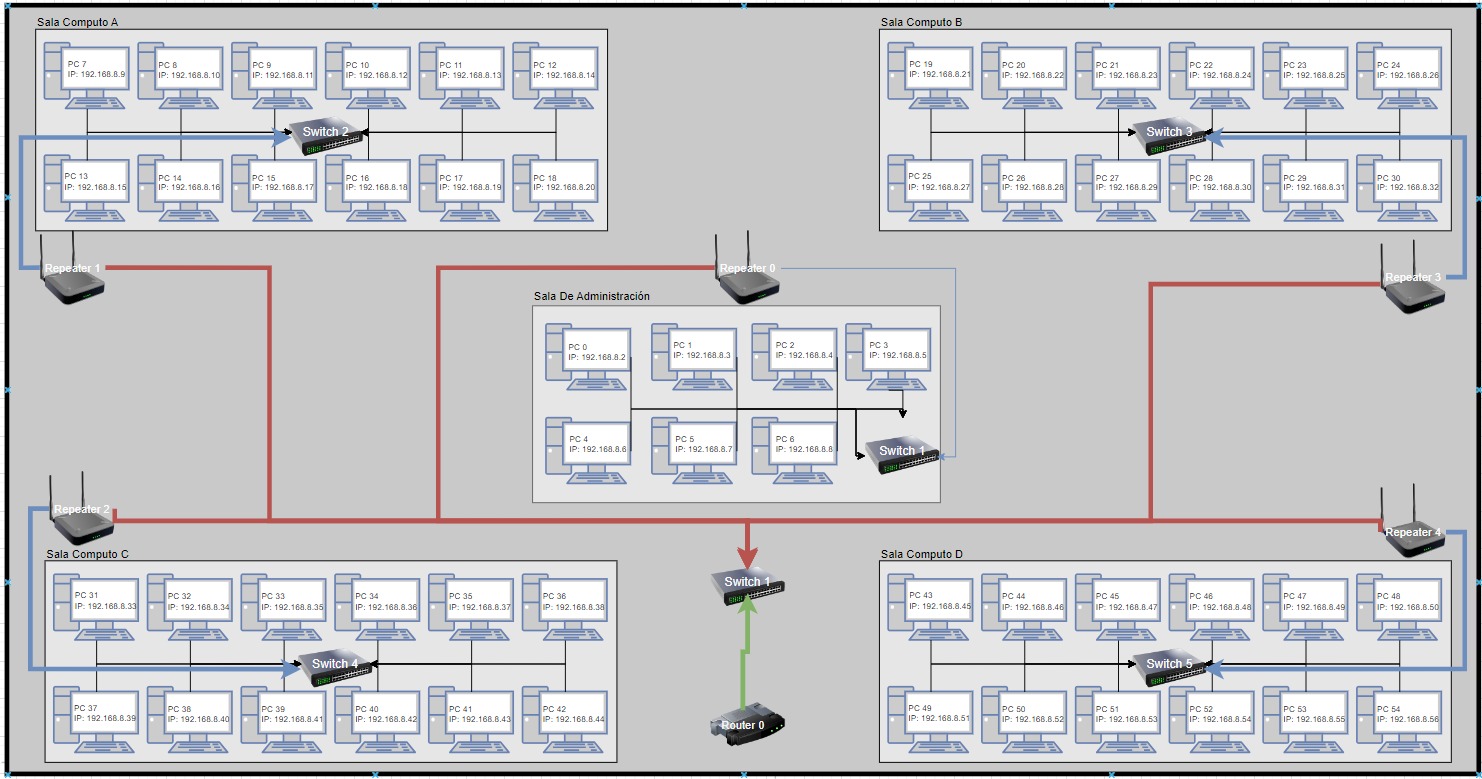 Sala Computo A
PC 7
IP: 192.168.8.9
PC 8
IP: 192.168.8.10
PC 9
IP: 192.168.8.11
PC 10
IP: 192.168.8.12
PC 11
IP: 192.168.8.13
PC 12
IP: 192.168.8.14
Switch 2
PC 13
IP: 192.168.8.15
PC 14
IP: 192.168.8.16
PC 15
IP: 192.168.8.17
PC 16
IP: 192.168.8.18
PC 17
IP: 192.168.8.19
PC 18
IP: 192.168.8.20
Sala Computo B
PC 19
IP: 192.168.8.21
PC 20
IP: 192.168.8.22
PC 21
IP: 192.168.8.23
PC 22
IP: 192.168.8.24
PC 23
IP: 192.168.8.25
PC 24
IP: 192.168.8.26
Switch 3
PC 25
IP: 192.168.8.27
PC 26
IP: 192.168.8.28
PC 27
IP: 192.168.8.29
PC 28
IP: 192.168.8.30
PC 29
IP: 192.168.8.31
PC 30
IP: 192.168.8.32
Repeater 1
Repeater 0
Repeater 3
Sala De Administración
PC 0
IP: 192.168.8.2
PC 1
IP: 192.168.8.3
PC 2
IP: 192.168.8.4
PC 3
IP: 192.168.8.5
PC 4
IP: 192.168.8.6
PC 5
IP: 192.168.8.7
PC 6
IP: 192.168.8.8
Switch 1
Repeater 2
Repeater 4
Sala Computo C
PC 31
IP: 192.168.8.33
PC 32
IP: 192.168.8.34
PC 33
IP: 192.168.8.35
PC 34
IP: 192.168.8.36
PC 35
IP: 192.168.8.37
PC 36
IP: 192.168.8.38
Switch 4
PC 37
IP: 192.168.8.39
PC 38
IP: 192.168.8.40
PC 39
IP: 192.168.8.41
PC 40
IP: 192.168.8.42
PC 41
IP: 192.168.8.43
PC 42
IP: 192.168.8.44
Switch 1
Router 0
Sala Computo D
PC 43
IP: 192.168.8.45
PC 44
IP: 192.168.8.46
PC 45
IP: 192.168.8.47
PC 46
IP: 192.168.8.48
PC 47
IP: 192.168.8.49
PC 48
IP: 192.168.8.50
Switch 5
PC 49
IP: 192.168.8.51
PC 50
IP: 192.168.8.52
PC 51
IP: 192.168.8.53
PC 52
IP: 192.168.8.54
PC 53
IP: 192.168.8.55
PC 54
IP: 192.168.8.56